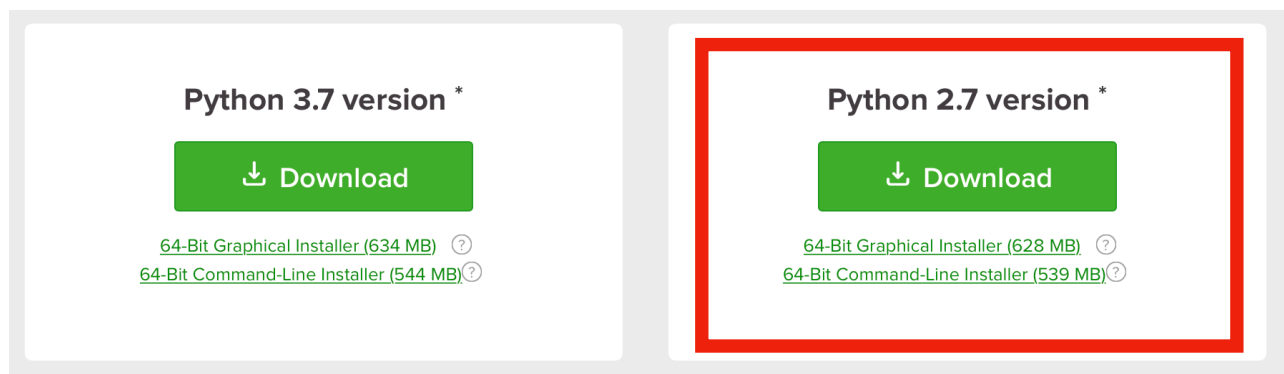 Python 3.7 version *
Download
64-Bit Graphical Installer (634 MB) ?
64-Bit Command-Line Installer (544 MB) ?
Python 2.7 version *
Download
64-Bit Graphical Installer (628 MB) ?
64-Bit Command-Line Installer (539 MB) ?